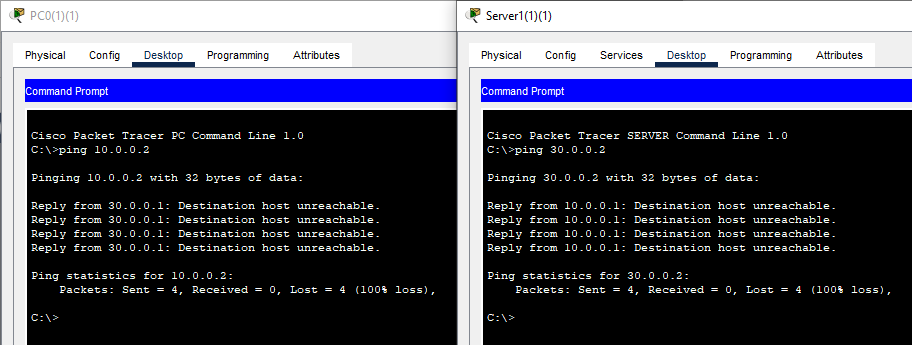 PC0(1)(1)
Physical Config Desktop Programming Attributes
Command Prompt
Cisco Packet Tracer PC Command Line 1.0
C:\>ping 10.0.0.2
Pinging 10.0.0.2 with 32 bytes of data:
Reply from 30.0.0.1: Destination host unreachable.
Reply from 30.0.0.1: Destination host unreachable.
Reply from 30.0.0.1: Destination host unreachable.
Reply from 30.0.0.1: Destination host unreachable.
Ping statistics for 10.0.0.2:
    Packets: Sent = 4, Received = 0, Lost = 4 (100% loss),
C:\>
Server1(1)(1)
Physical Config Services Desktop Programming Attributes
Command Prompt
Cisco Packet Tracer SERVER Command Line 1.0
C:\>ping 30.0.0.2
Pinging 30.0.0.2 with 32 bytes of data:
Reply from 10.0.0.1: Destination host unreachable.
Reply from 10.0.0.1: Destination host unreachable.
Reply from 10.0.0.1: Destination host unreachable.
Reply from 10.0.0.1: Destination host unreachable.
Ping statistics for 30.0.0.2:
    Packets: Sent = 4, Received = 0, Lost = 4 (100% loss),
C:\>